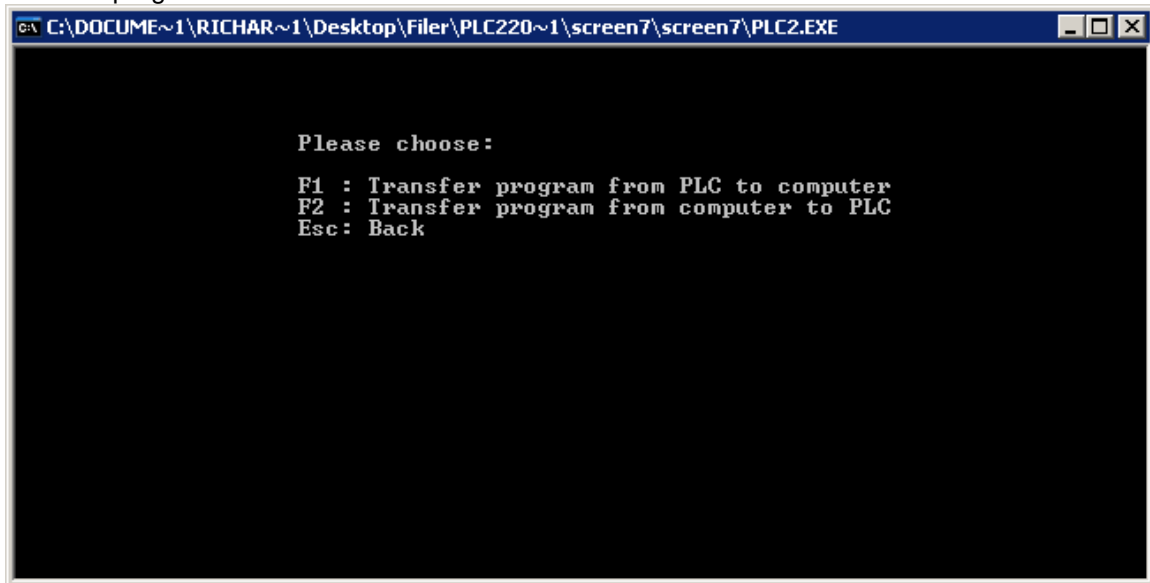 C:\DOCUME~1\RICHAR~1\Desktop\Filer\PLC220~1\screen7\screen7\PLC2.EXE
Please choose:
F1 : Transfer program from PLC to computer
F2 : Transfer program from computer to PLC
Esc: Back